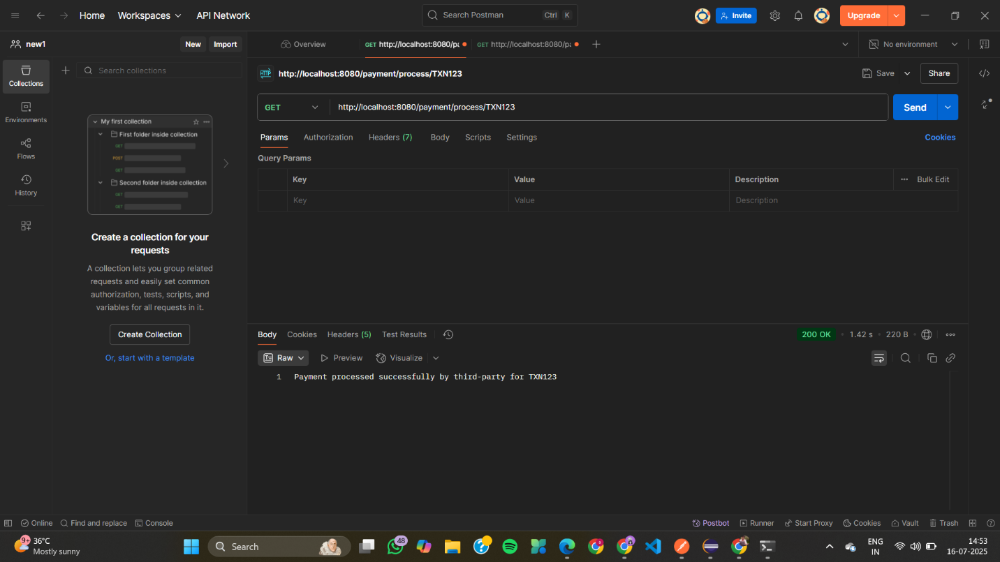 Home Workspaces API Network Search Postman Ctrl K Invite Upgrade
new1 New Import Overview GET http://localhost:8080/pa GET http://localhost:8080/pa No environment
Collections
Search collections
HTTP http://localhost:8080/payment/process/TXN123 Save Share
GET http://localhost:8080/payment/process/TXN123 Send
Environments
Flows
History
My first collection
First folder inside collection
GET
POST
GET
Second folder inside collection
GET
GET
Create a collection for your
requests
A collection lets you group related
requests and easily set common
authorization, tests, scripts, and
variables for all requests in it.
Create Collection
Or, start with a template
Params Authorization Headers (7) Body Scripts Settings Cookies
Query Params
Key Value Description Bulk Edit
Key Value Description
Body Cookies Headers (5) Test Results 200 OK 1.42 s 220 B
Raw Preview Visualize
1 Payment processed successfully by third-party for TXN123
Online Find and replace Console Postbot Runner Start Proxy Cookies Vault Trash
9+ 36°C
Mostly sunny
Search
48
ENG
IN
14:53
16-07-2025